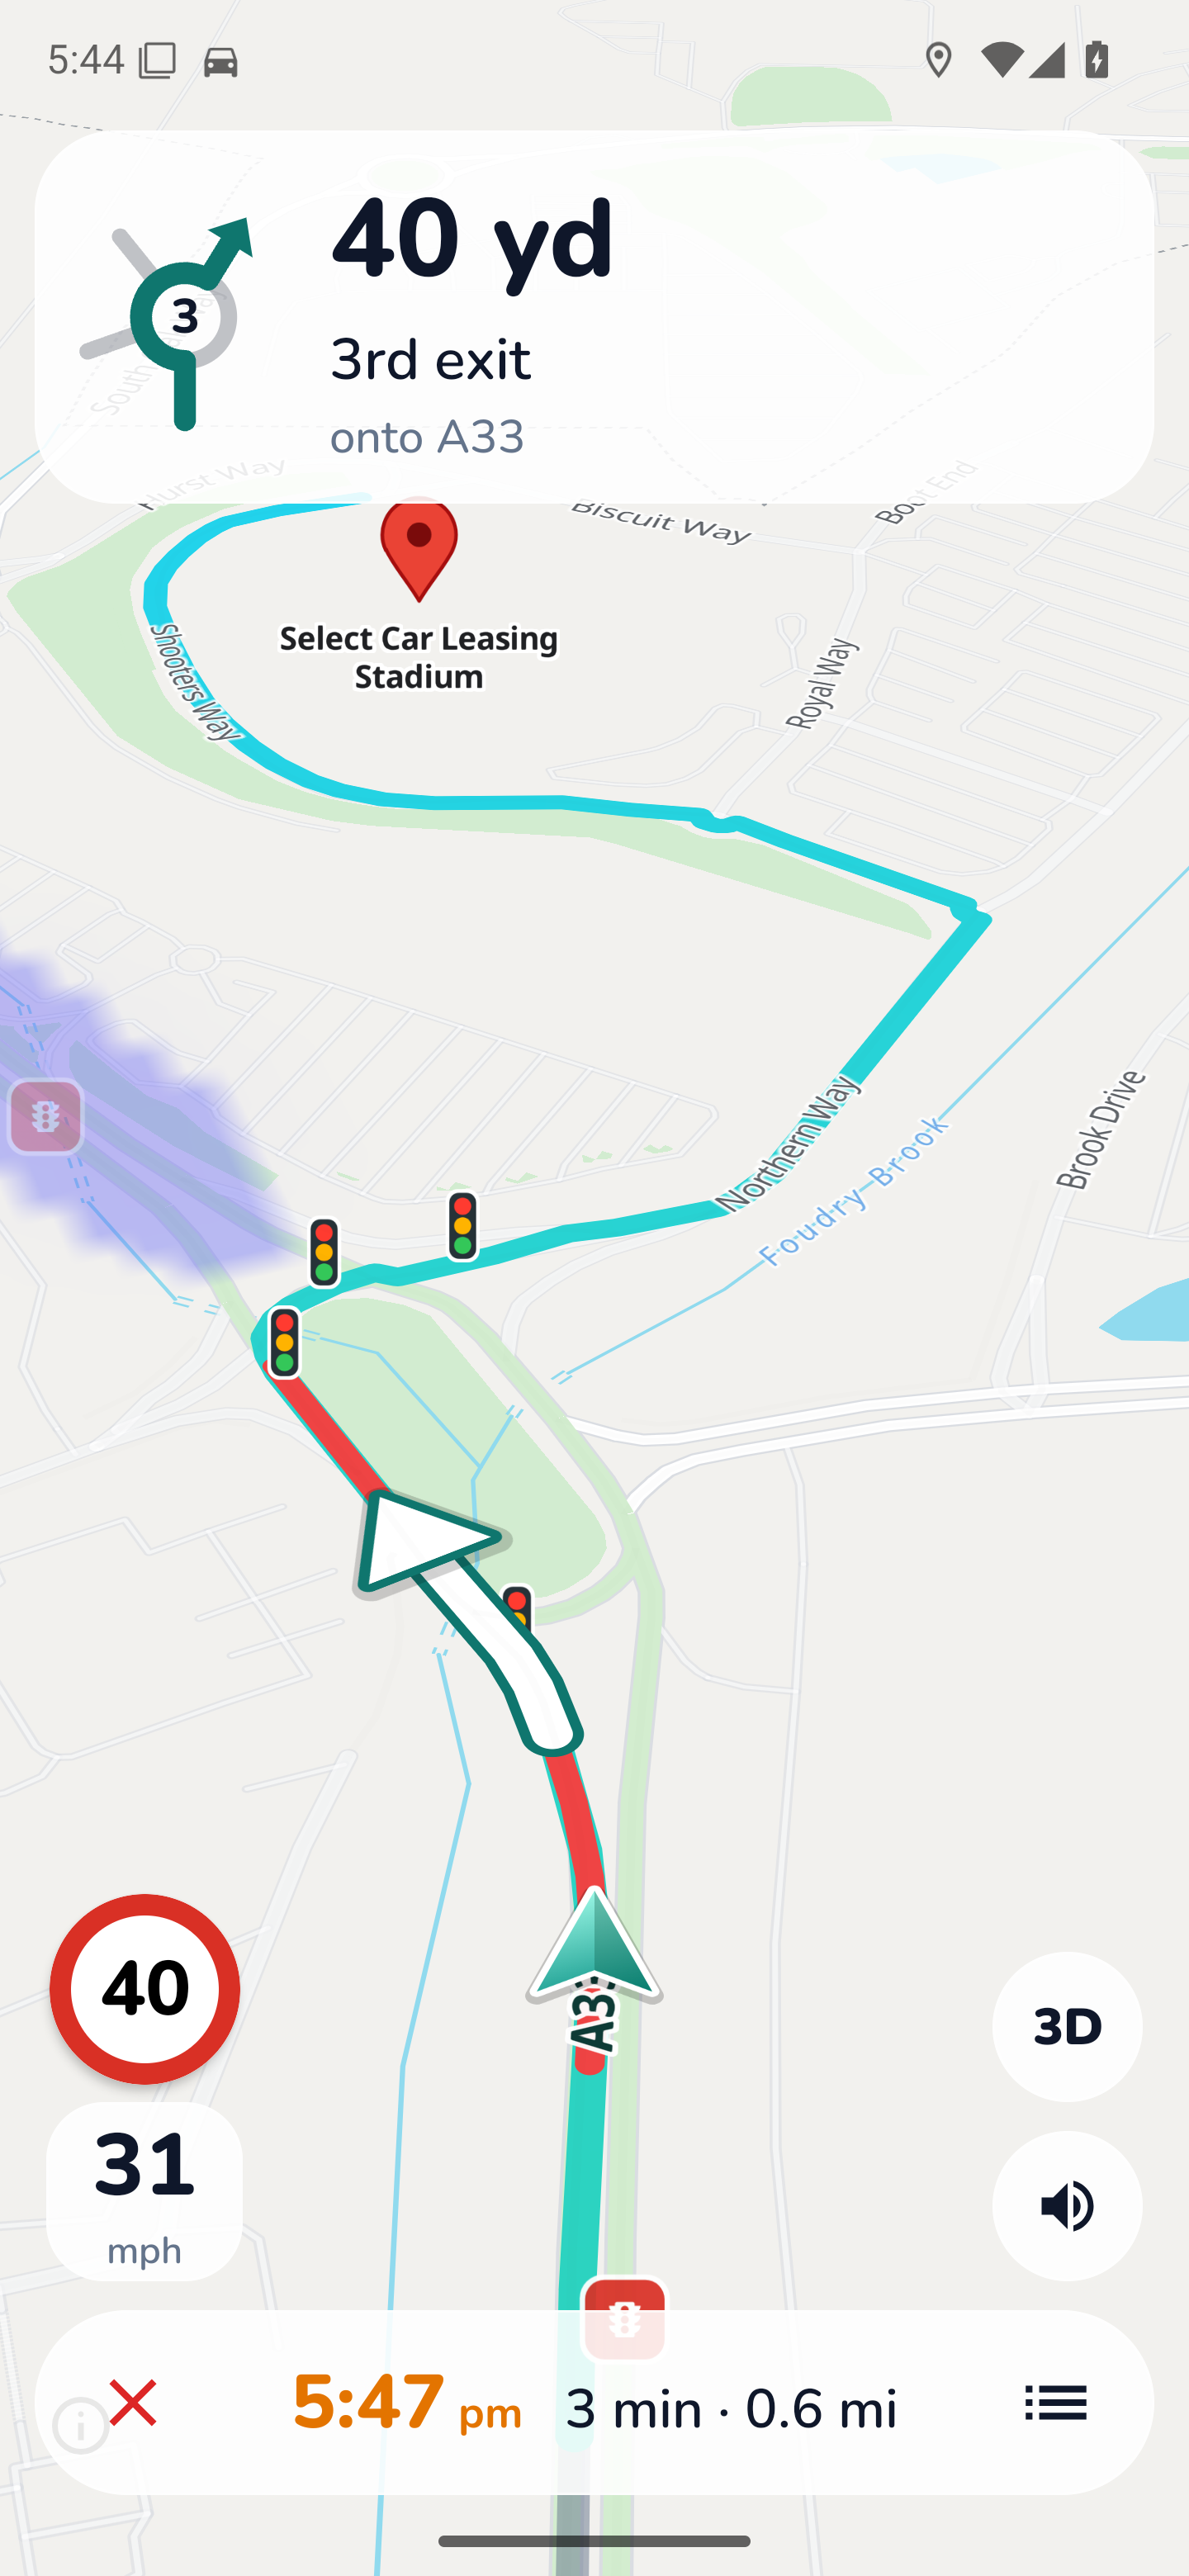 5:44
40 yd
3
3rd exit
onto A33
Hurst Way
Biscuit Way
Boot End
Select Car Leasing
Stadium
Shooters Way
Royal Way
Northern Way
Foudry Brook
Brook Drive
40
A33
3D
31
mph
5:47 pm
3 min · 0.6 mi